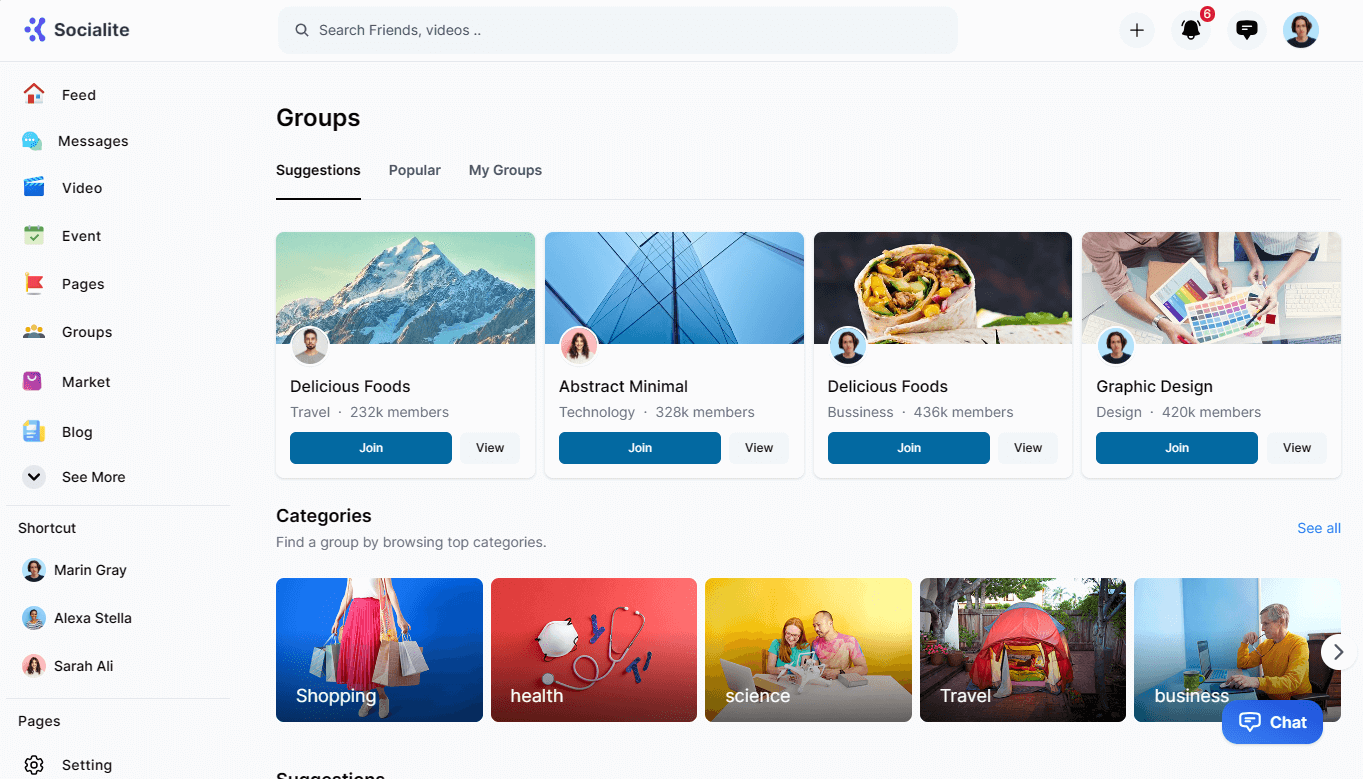 Socialite
Search Friends, videos ..
6
Feed
Messages
Video
Event
Pages
Groups
Market
Blog
See More
Shortcut
Marin Gray
Alexa Stella
Sarah Ali
Pages
Setting
Groups
Suggestions Popular My Groups
Delicious Foods
Travel · 232k members
Join View
Abstract Minimal
Technology · 328k members
Join View
Delicious Foods
Bussiness · 436k members
Join View
Graphic Design
Design · 420k members
Join View
Categories
Find a group by browsing top categories.
See all
Shopping
health
science
Travel
business
Chat
Suggestions